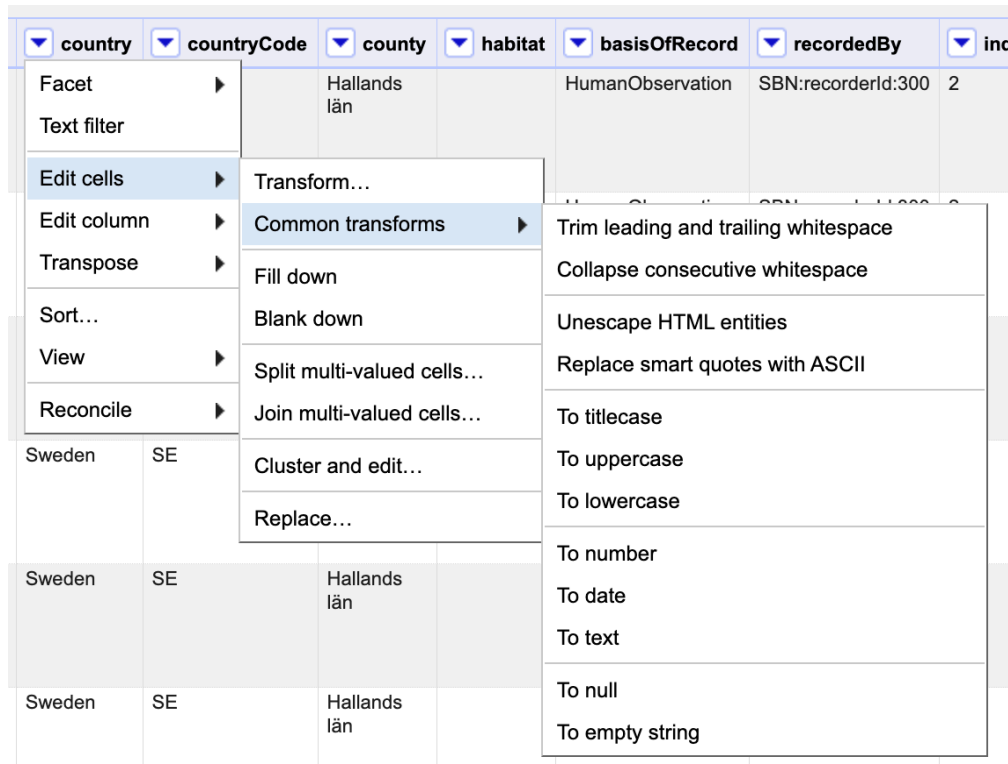 country countryCode county habitat basisOfRecord recordedBy
Hallands län HumanObservation SBN:recorderId:300 2
Facet
Text filter
Edit cells
Edit column
Transpose
Sort…
View
Reconcile
Transform…
Common transforms
Fill down
Blank down
Split multi-valued cells…
Join multi-valued cells…
Cluster and edit…
Replace…
Trim leading and trailing whitespace
Collapse consecutive whitespace
Unescape HTML entities
Replace smart quotes with ASCII
To titlecase
To uppercase
To lowercase
To number
To date
To text
To null
To empty string
Sweden SE
Sweden SE Hallands län
Sweden SE Hallands län